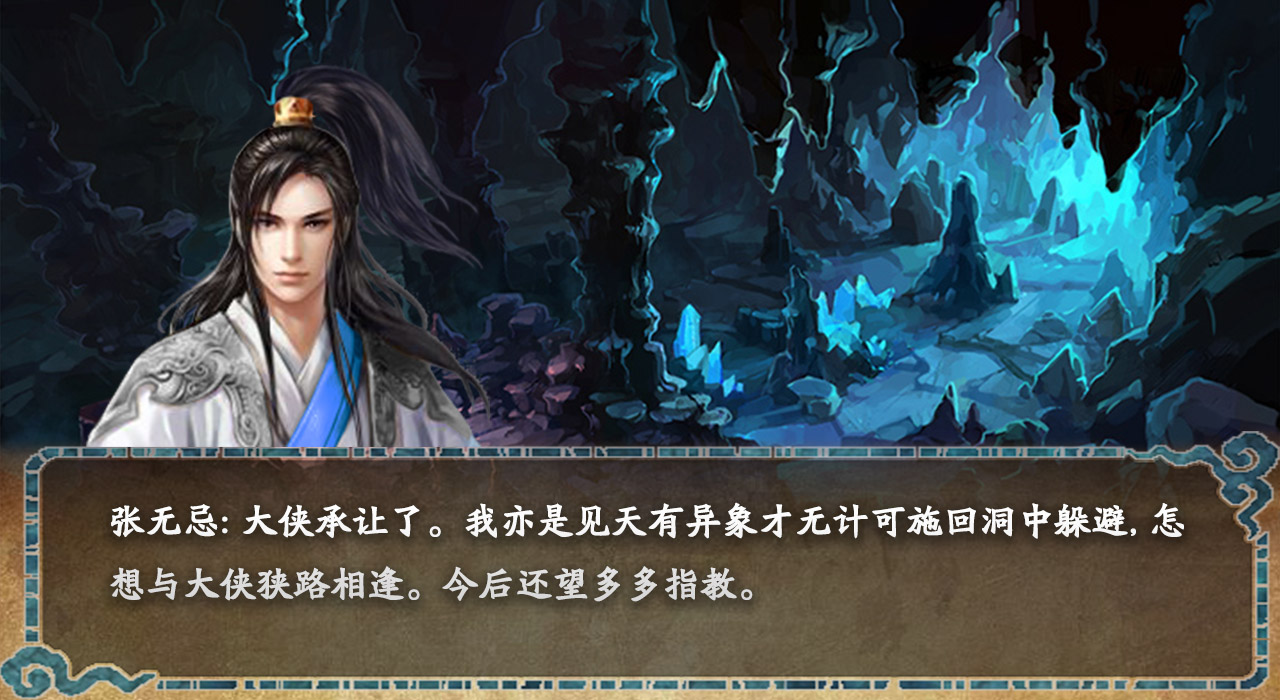 张无忌: 大侠承让了。我亦是见天有异象才无计可施回洞中躲避, 怎
想与大侠狭路相逢。今后还望多多指教。